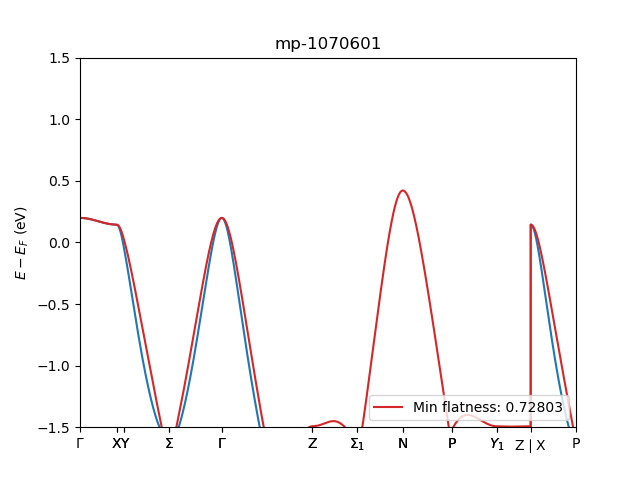 mp-1070601
E − E_F (eV)
1.5
1.0
0.5
0.0
−0.5
−1.0
−1.5
Min flatness: 0.72803
Γ XY Σ Γ Z Σ₁ N P Y₁ Z | X P